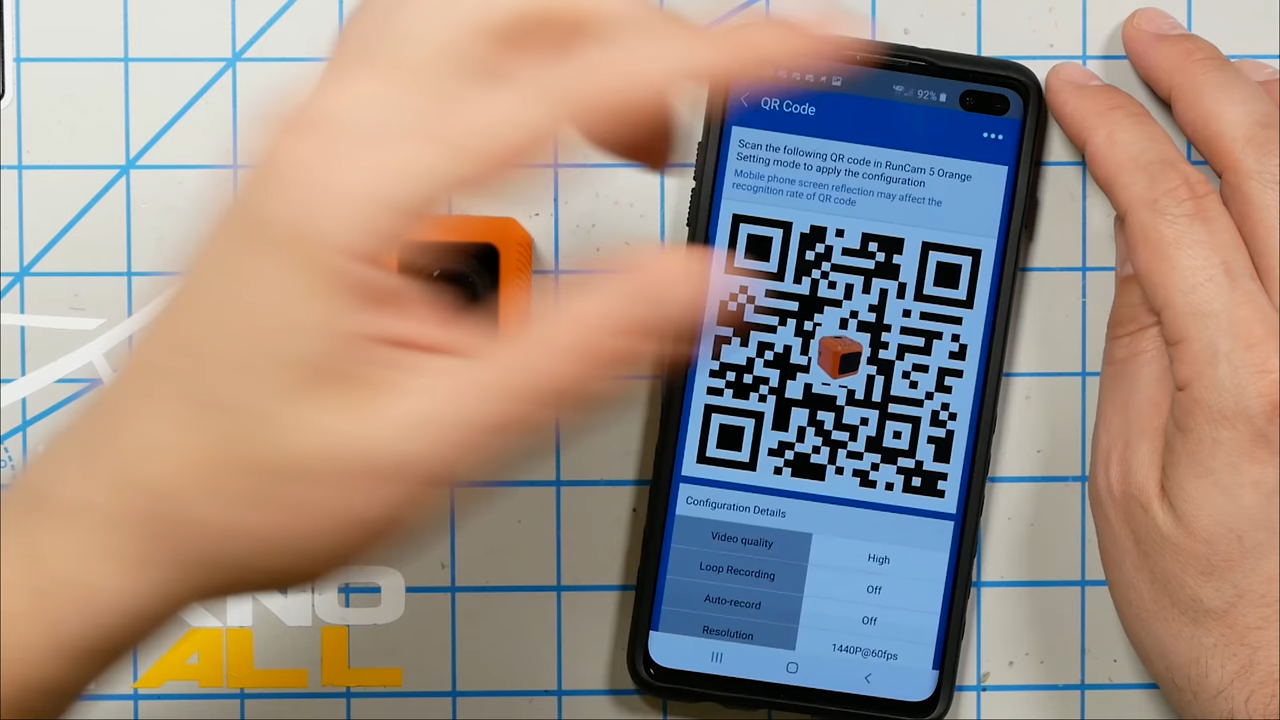 92%
QR Code
Scan the following QR code in RunCam 5 Orange
Setting mode to apply the configuration
Mobile phone screen reflection may affect the
recognition rate of QR code
Configuration Details
Video quality High
Loop Recording Off
Auto-record Off
Resolution 1440P@60fps
NO
ALL